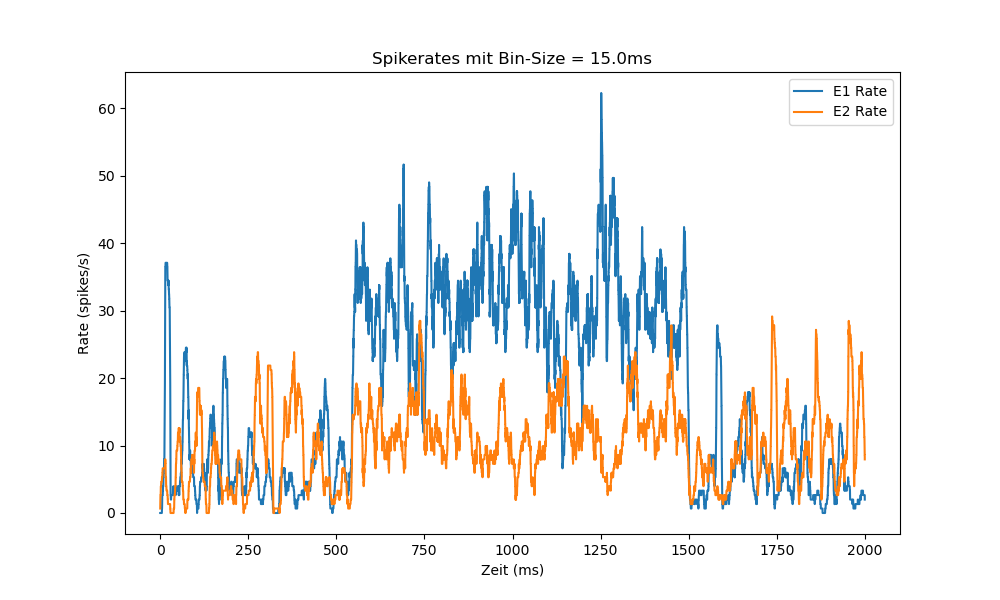 Spikerates mit Bin-Size = 15.0ms
E1 Rate
E2 Rate
60
50
40
30
20
10
0
Rate (spikes/s)
0 250 500 750 1000 1250 1500 1750 2000
Zeit (ms)